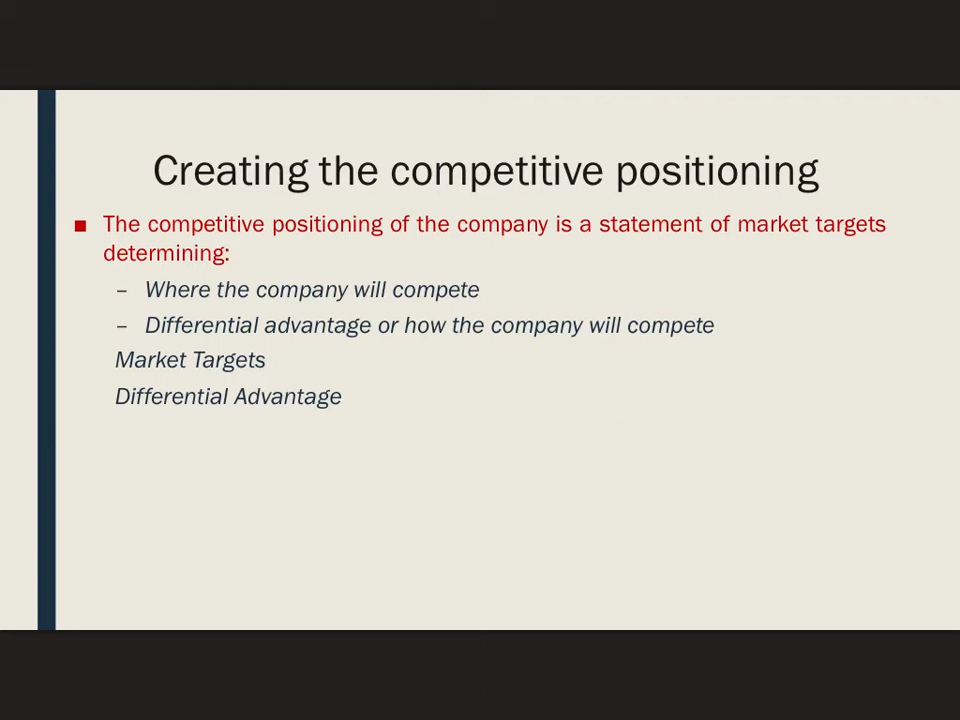 Creating the competitive positioning
■ The competitive positioning of the company is a statement of market targets
determining:
– Where the company will compete
– Differential advantage or how the company will compete
Market Targets
Differential Advantage